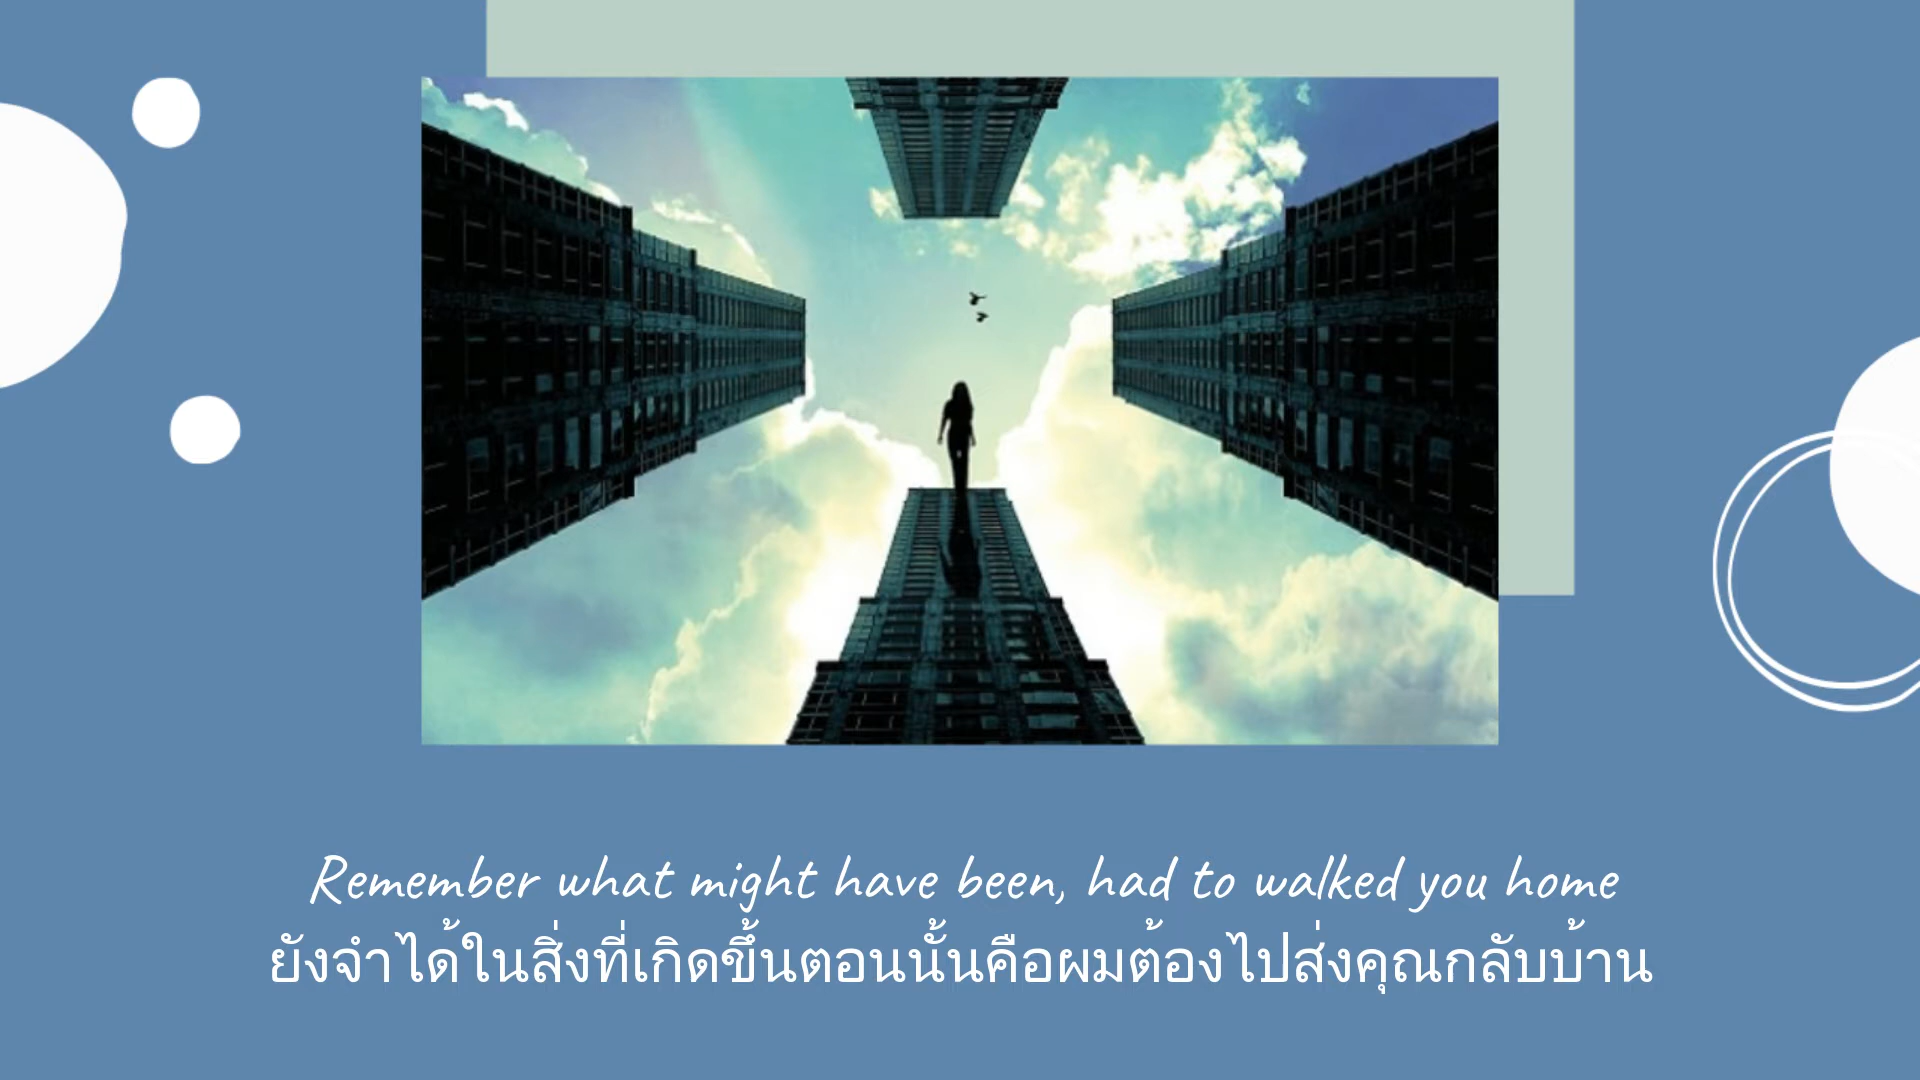 Remember what might have been, had to walked you home
ยังจำได้ในสิ่งที่เกิดขึ้นตอนนั้นคือผมต้องไปส่งคุณกลับบ้าน